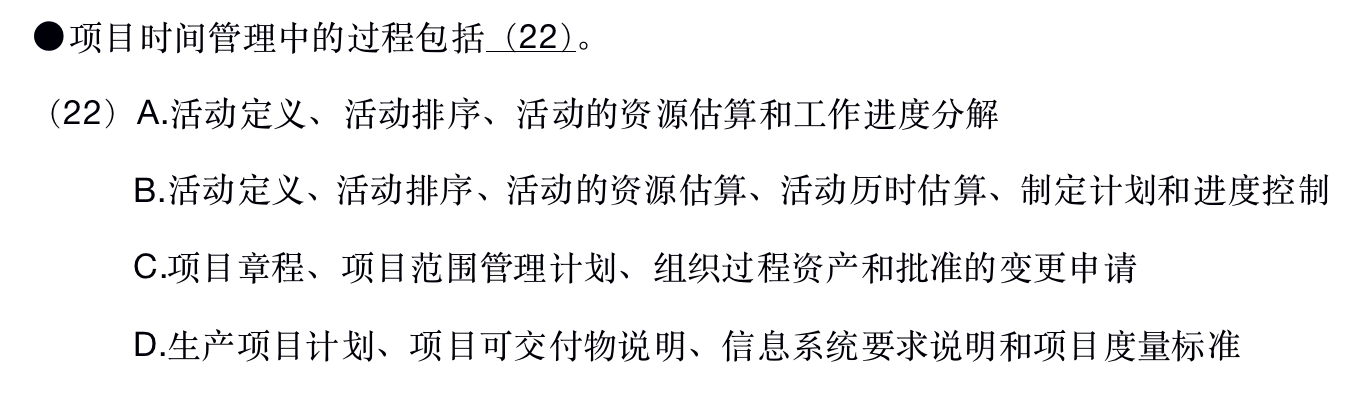 ●项目时间管理中的过程包括（22）。
（22）A.活动定义、活动排序、活动的资源估算和工作进度分解
B.活动定义、活动排序、活动的资源估算、活动历时估算、制定计划和进度控制
C.项目章程、项目范围管理计划、组织过程资产和批准的变更申请
D.生产项目计划、项目可交付物说明、信息系统要求说明和项目度量标准